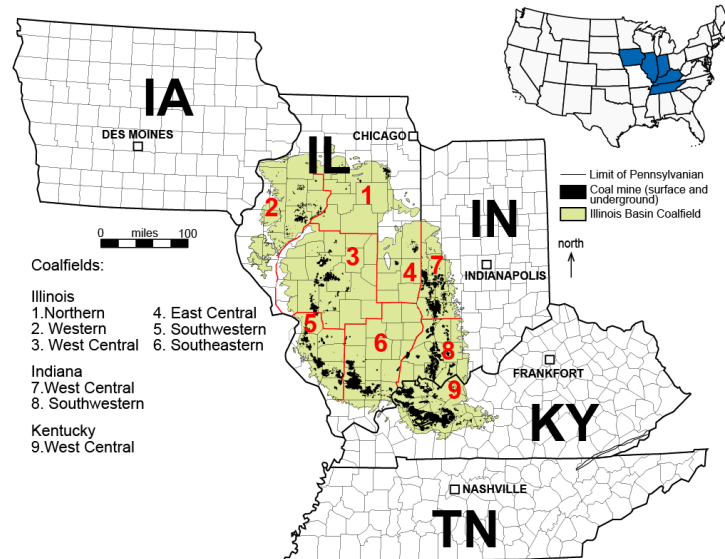 IA
DES MOINES
IL
CHICAGO
IN
INDIANAPOLIS
Limit of Pennsylvanian
Coal mine (surface and
underground)
Illinois Basin Coalfield
north
0 miles 100
1
2
3
4
5
6
7
8
9
Coalfields:
Illinois
1.Northern
2. Western
3. West Central
4. East Central
5. Southwestern
6. Southeastern
Indiana
7.West Central
8. Southwestern
Kentucky
9.West Central
FRANKFORT
KY
NASHVILLE
TN